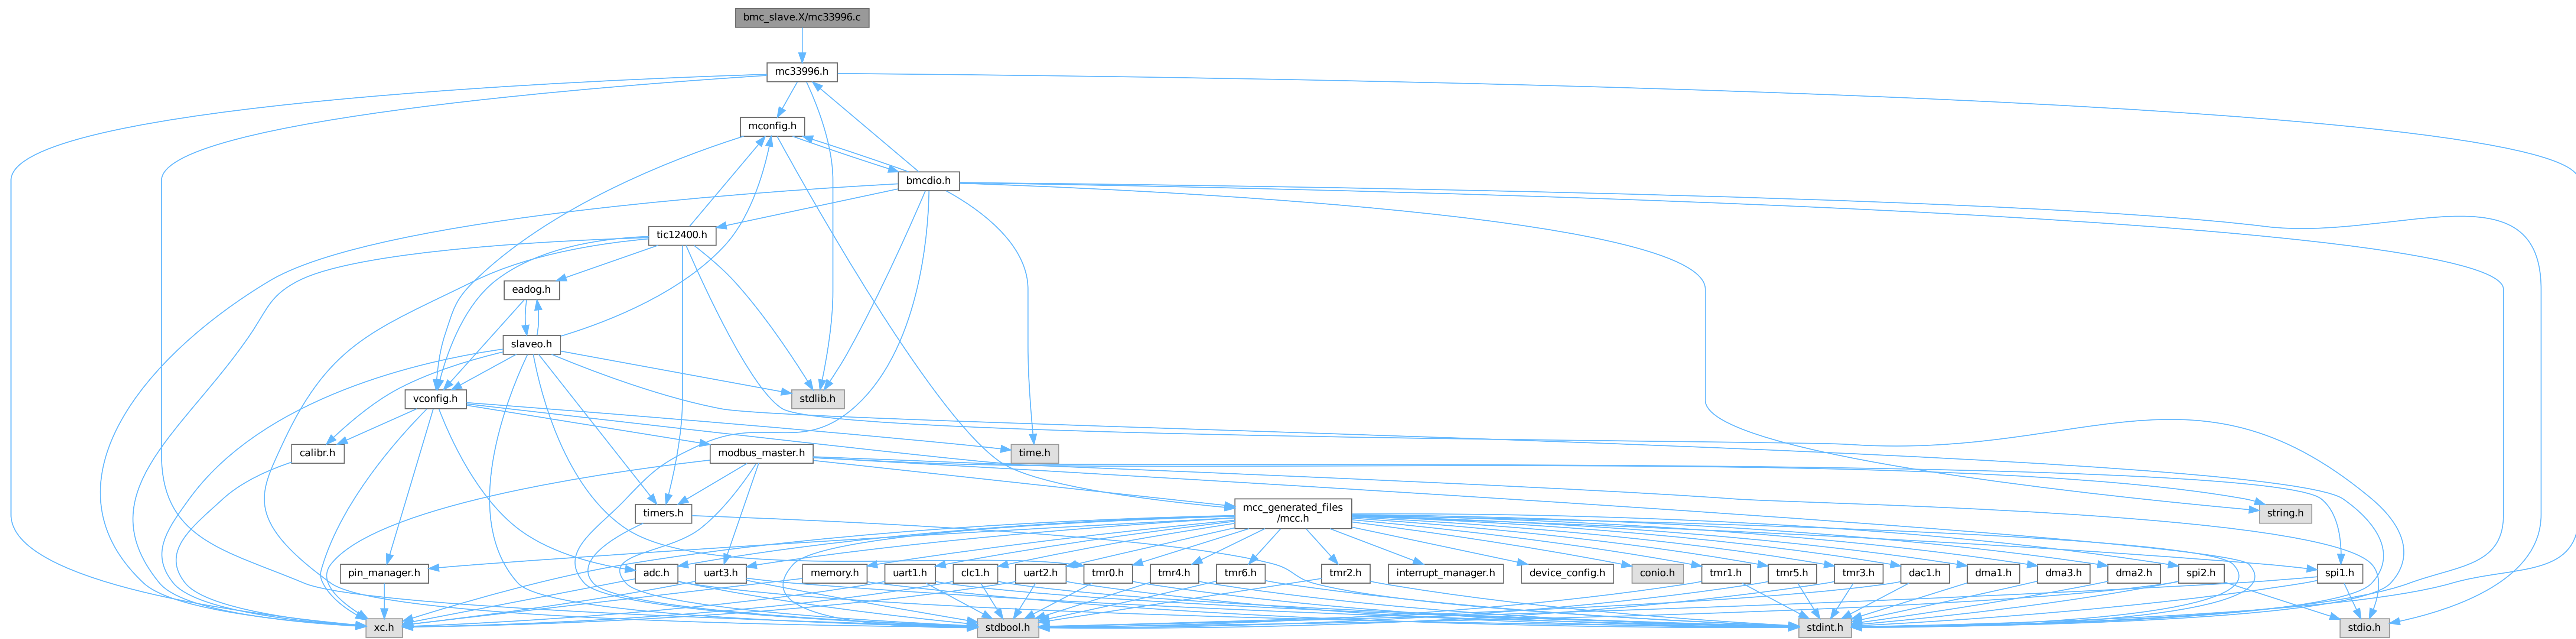 bmc_slave.X/mc33996.c
mc33996.h
mconfig.h
bmcdio.h
tic12400.h
eadog.h
slaveo.h
vconfig.h
stdlib.h
calibr.h
modbus_master.h
time.h
timers.h
mcc_generated_files
/mcc.h
string.h
pin_manager.h
adc.h
uart3.h
memory.h
uart1.h
clc1.h
uart2.h
tmr0.h
tmr4.h
tmr6.h
tmr2.h
interrupt_manager.h
device_config.h
conio.h
tmr1.h
tmr5.h
tmr3.h
dac1.h
dma1.h
dma3.h
dma2.h
spi2.h
spi1.h
xc.h
stdbool.h
stdint.h
stdio.h